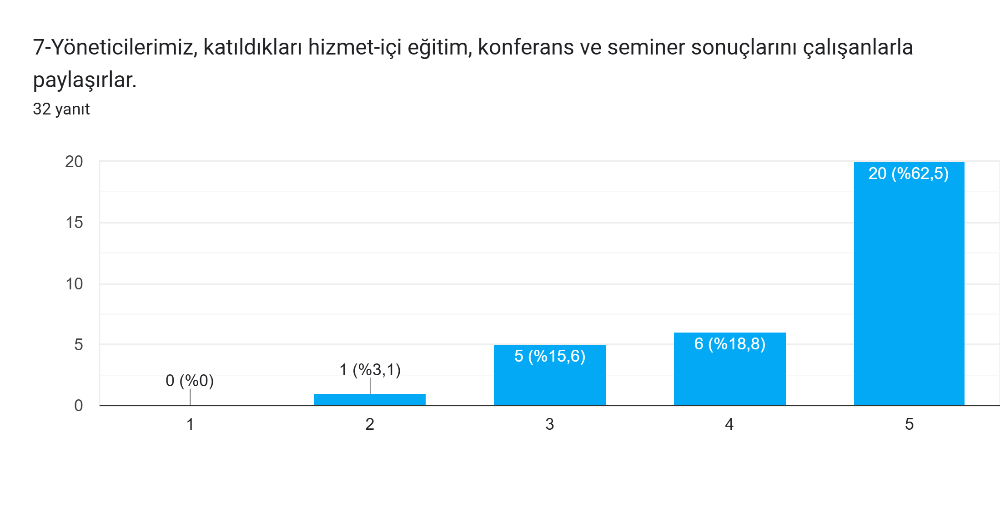 7-Yöneticilerimiz, katıldıkları hizmet-içi eğitim, konferans ve seminer sonuçlarını çalışanlarla
paylaşırlar.
32 yanıt
20
15
10
5
0
0 (%0)
1 (%3,1)
5 (%15,6)
6 (%18,8)
20 (%62,5)
1 2 3 4 5